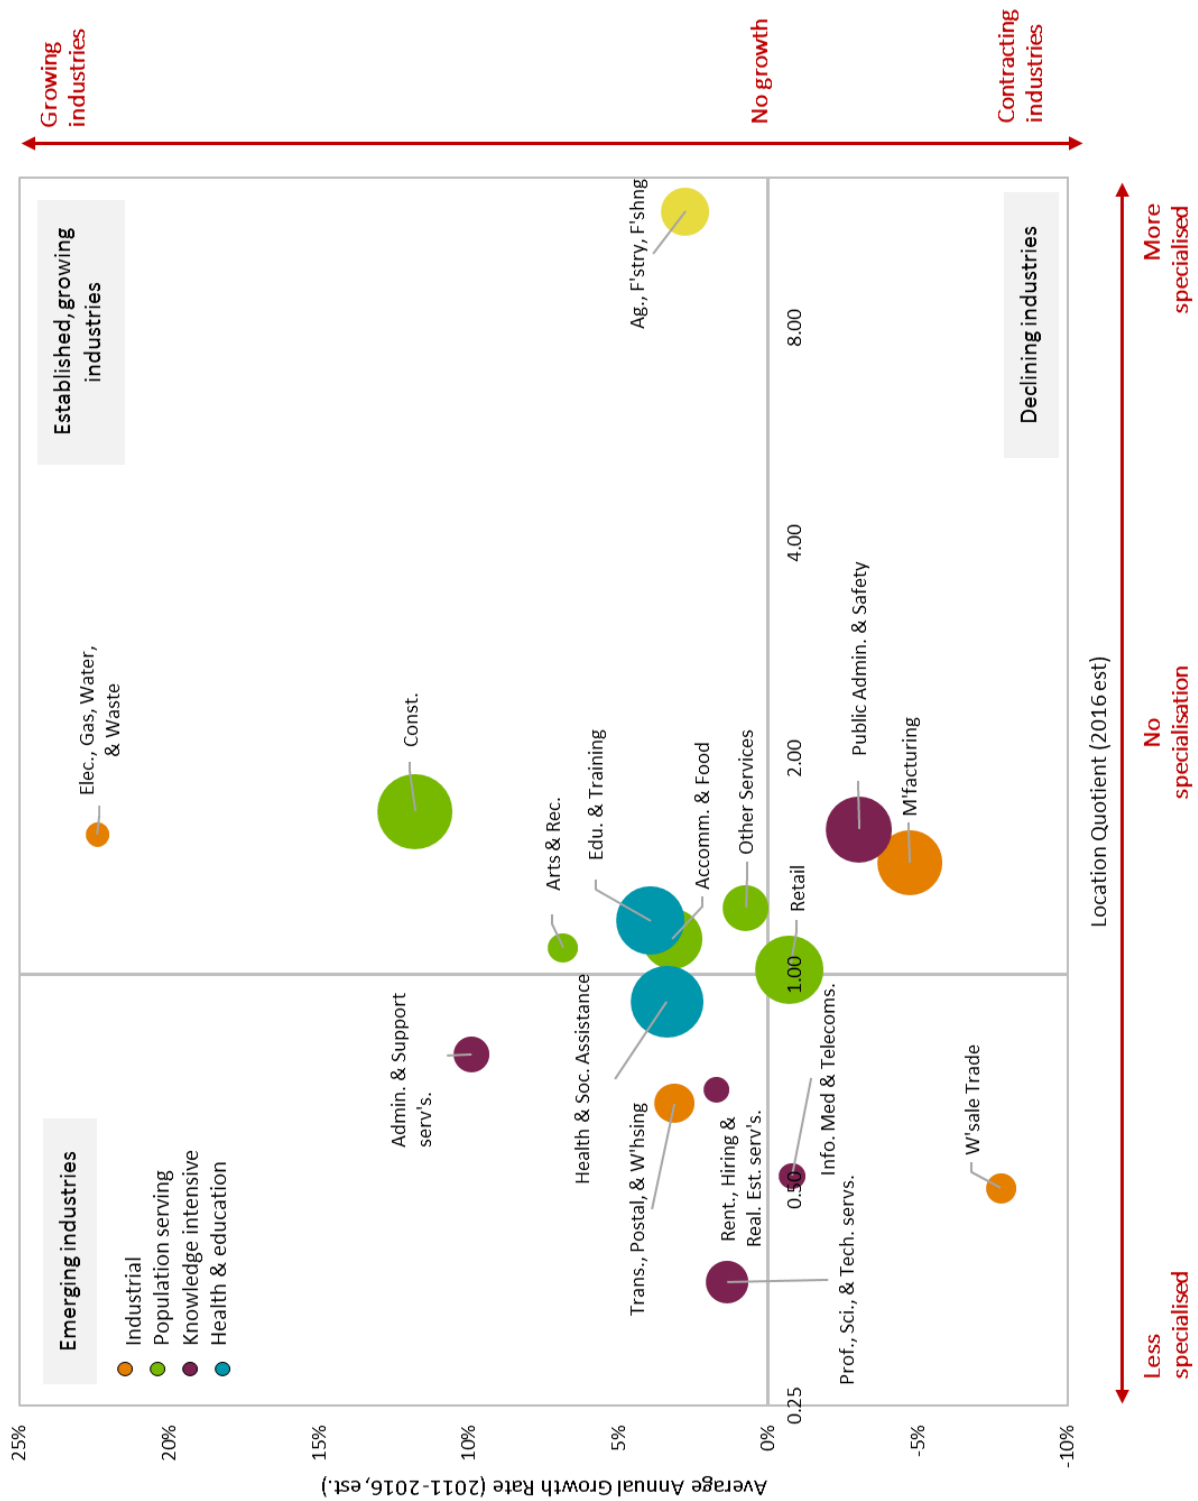 Growing
industries
No growth
Contracting
industries
Established, growing
industries
Emerging industries
Declining industries
Industrial
Population serving
Knowledge intensive
Health & education
Elec., Gas, Water,
& Waste
Const.
Arts & Rec.
Edu. & Training
Accomm. & Food
Other Services
Ag., F'stry, F'shng
Admin. & Support
serv's.
Health & Soc. Assistance
Trans., Postal, & W'hsing
Rent., Hiring &
Real. Est. serv's.
Prof., Sci., & Tech. servs.
Info. Med & Telecoms.
Retail
Public Admin. & Safety
M'facturing
W'sale Trade
25%
20%
15%
10%
5%
0%
-5%
-10%
Average Annual Growth Rate (2011-2016, est.)
0.25
0.50
1.00
2.00
4.00
8.00
Location Quotient (2016 est)
Less
specialised
No
specialisation
More
specialised